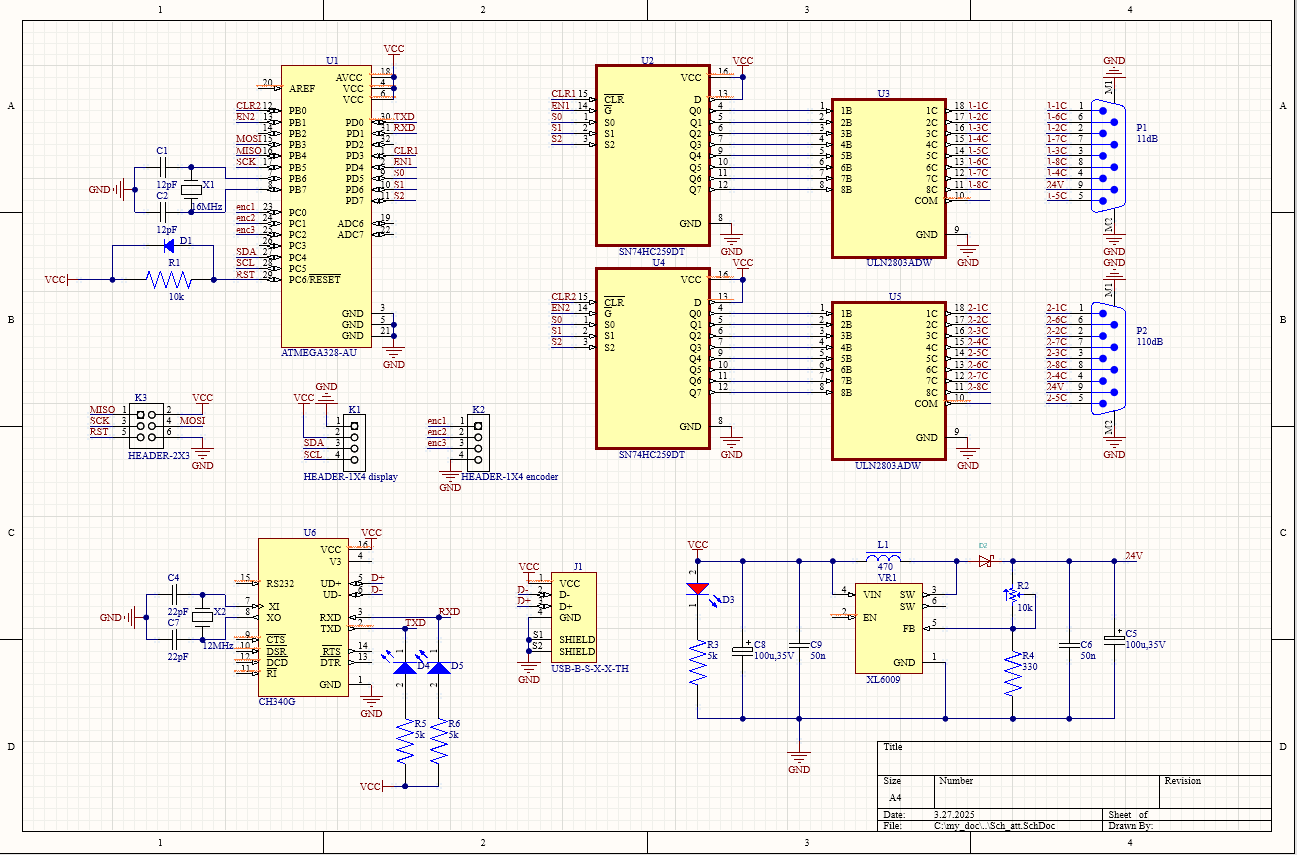 1 2 3 4
A B C D
U1
VCC
20 AREF
AVCC 18
VCC 4
VCC 6
CLR2 12 PB0
EN2 13 PB1
14 PB2
MOSI 15 PB3
MISO 16 PB4
SCK 17 PB5
7 PB6
8 PB7
PD0 30 TXD
PD1 31 RXD
PD2 32
PD3 1 CLR1
PD4 2 EN1
PD5 9 S0
PD6 10 S1
PD7 11 S2
enc1 23 PC0
enc2 24 PC1
enc3 25 PC2
26 PC3
SDA 27 PC4
SCL 28 PC5
RST 29 PC6/RESET
ADC6 19
ADC7 22
GND 3
GND 5
GND 21
ATMEGA328-AU
GND
C1
12pF
GND
X1
16MHz
C2
12pF
D1
R1
VCC
10k
U2
VCC
VCC 16
D 13
CLR1 15 CLR
EN1 14 G
S0 1 S0
S1 2 S1
S2 3 S2
Q0 4
Q1 5
Q2 6
Q3 7
Q4 9
Q5 10
Q6 11
Q7 12
GND 8
GND
SN74HC259DT
U3
1 1B 1C 18 1-1C
2 2B 2C 17 1-2C
3 3B 3C 16 1-3C
4 4B 4C 15 1-4C
5 5B 5C 14 1-5C
6 6B 6C 13 1-6C
7 7B 7C 12 1-7C
8 8B 8C 11 1-8C
COM 10
GND 9
GND
ULN2803ADW
GND
M1
1-1C 1
1-6C 6
1-2C 2
1-7C 7
1-3C 3
1-8C 8
1-4C 4
24V 9
1-5C 5
P1
11dB
M2
GND
U4
VCC
VCC 16
D 13
CLR2 15 CLR
EN2 14 G
S0 1 S0
S1 2 S1
S2 3 S2
Q0 4
Q1 5
Q2 6
Q3 7
Q4 9
Q5 10
Q6 11
Q7 12
GND 8
GND
SN74HC259DT
U5
1 1B 1C 18 2-1C
2 2B 2C 17 2-2C
3 3B 3C 16 2-3C
4 4B 4C 15 2-4C
5 5B 5C 14 2-5C
6 6B 6C 13 2-6C
7 7B 7C 12 2-7C
8 8B 8C 11 2-8C
COM 10
GND 9
GND
ULN2803ADW
GND
M1
2-1C 1
2-6C 6
2-2C 2
2-7C 7
2-3C 3
2-8C 8
2-4C 4
24V 9
2-5C 5
P2
110dB
M2
GND
K3
VCC
MISO 1 2
SCK 3 4 MOSI
RST 5 6
HEADER-2X3
GND
GND
VCC
K1
1
2
SDA 3
SCL 4
HEADER-1X4 display
K2
enc1 1
enc2 2
enc3 3
4
GND
HEADER-1X4 encoder
U6
VCC
VCC 16
V3 4
15 RS232
UD+ 5 D+
UD- 6 D-
7 XI
8 XO
RXD 3 RXD
TXD 2 TXD
9 CTS
10 DSR
12 DCD
11 RI
RTS 14
DTR 13
GND 1
GND
CH340G
C4
22pF
GND
X2
12MHz
C7
22pF
1 D4 2
1 D5 2
R5
5k
R6
5k
VCC
J1
VCC
1 VCC
D- 2 D-
D+ 3 D+
4 GND
S1 SHIELD
S2 SHIELD
GND
USB-B-S-X-X-TH
VCC
2
D3
1
R3
5k
C8
100u,35V
C9
50n
GND
L1
470
VR1
4 VIN SW 3
SW 6
2 EN
FB 5
GND 1
XL6009
D2
24V
R2
10k
R4
330
C6
50n
C5
100u,35V
Title
Size Number Revision
A4
Date: 3.27.2025 Sheet of
File: C:\my_doc\..\Sch_att.SchDoc Drawn By:
A B C D
1 2 3 4